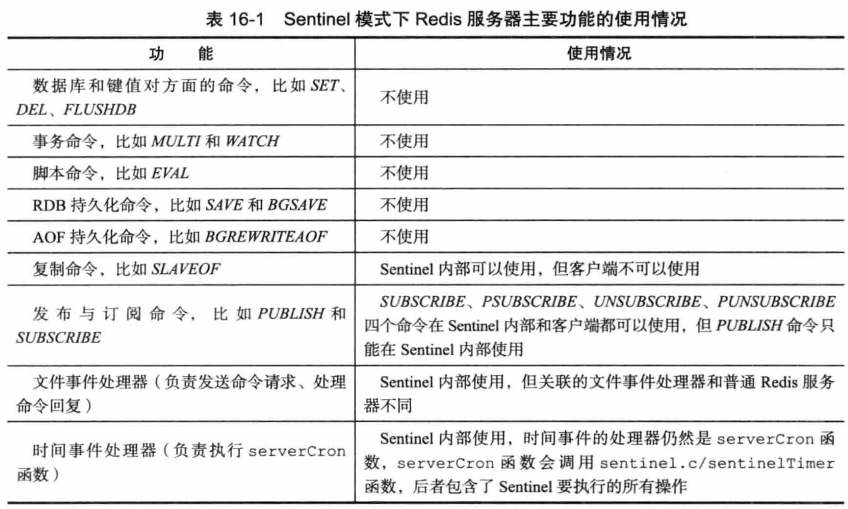 表 16-1 Sentinel 模式下 Redis 服务器主要功能的使用情况
功 能 使用情况
数据库和键值对方面的命令，比如 SET、
DEL、FLUSHDB
不使用
事务命令，比如 MULTI 和 WATCH 不使用
脚本命令，比如 EVAL 不使用
RDB 持久化命令，比如 SAVE 和 BGSAVE 不使用
AOF 持久化命令，比如 BGREWRITEAOF 不使用
复制命令，比如 SLAVEOF Sentinel 内部可以使用，但客户端不可以使用
发布与订阅命令，比如 PUBLISH 和
SUBSCRIBE
SUBSCRIBE、PSUBSCRIBE、UNSUBSCRIBE、PUNSUBSCRIBE
四个命令在 Sentinel 内部和客户端都可以使用，但 PUBLISH 命令只
能在 Sentinel 内部使用
文件事件处理器（负责发送命令请求、处理
命令回复）
Sentinel 内部使用，但关联的文件事件处理器和普通 Redis 服务
器不同
时间事件处理器（负责执行 serverCron
函数）
Sentinel 内部使用，时间事件的处理器仍然是 serverCron 函
数，serverCron 函数会调用 sentinel.c/sentinelTimer
函数，后者包含了 Sentinel 要执行的所有操作